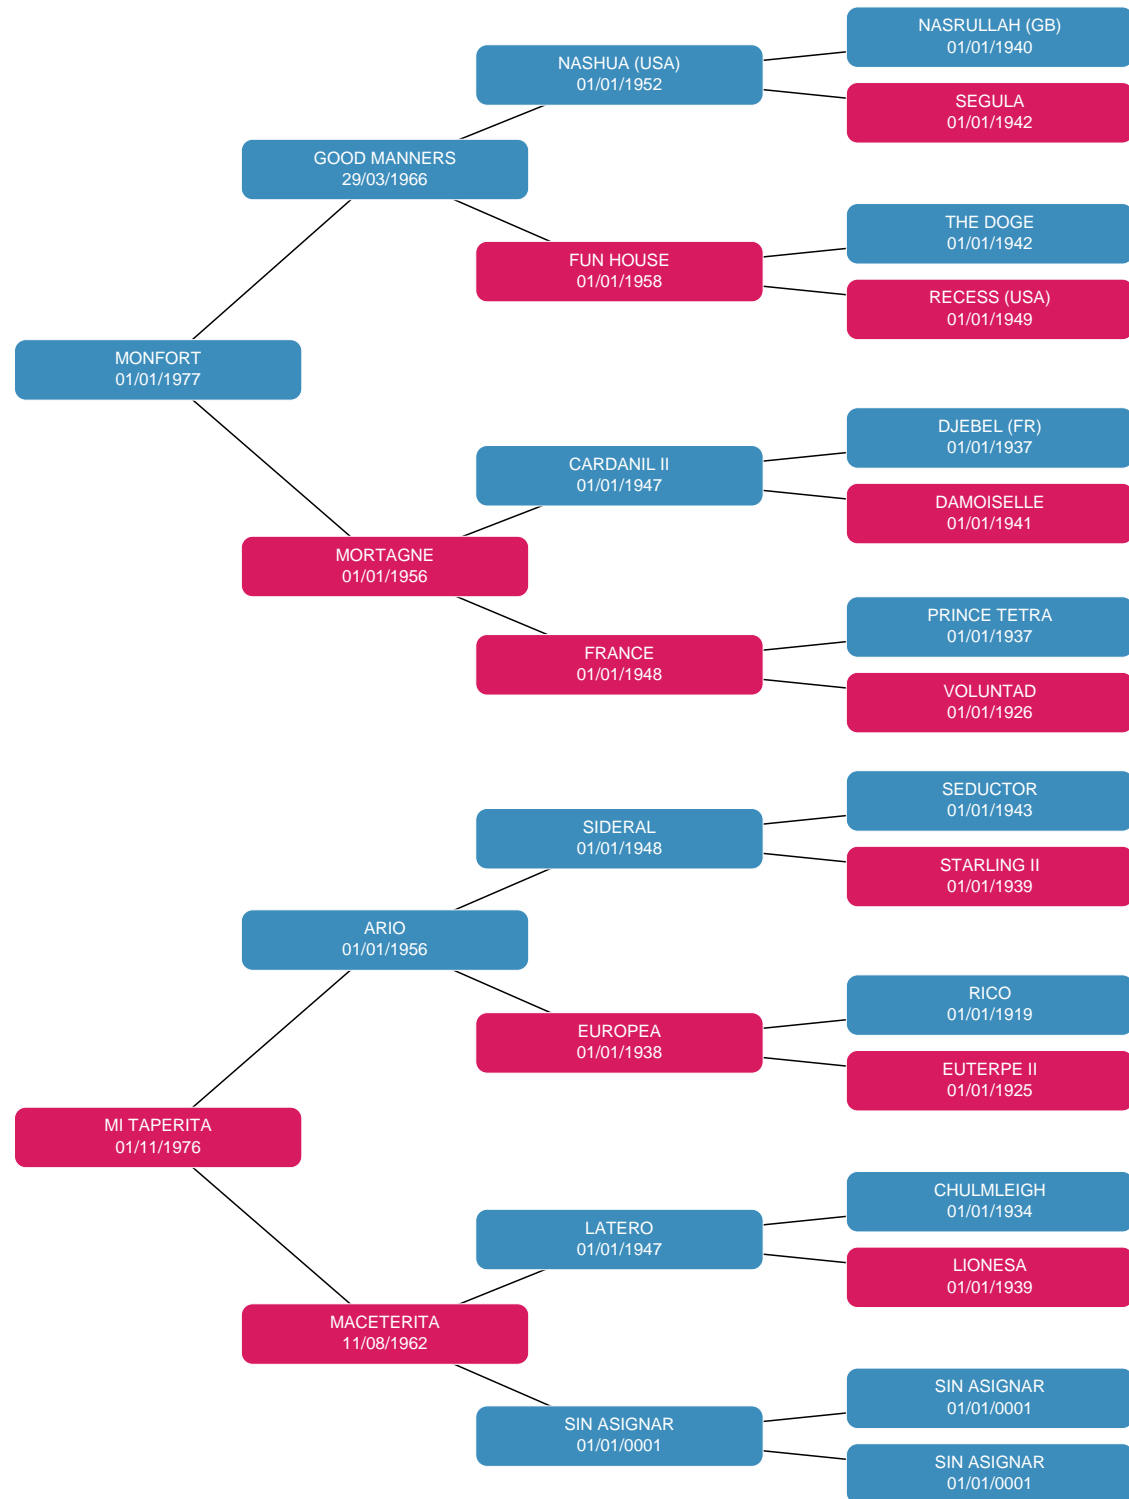 NASRULLAH (GB)
01/01/1940
NASHUA (USA)
01/01/1952
SEGULA
01/01/1942
GOOD MANNERS
29/03/1966
THE DOGE
01/01/1942
FUN HOUSE
01/01/1958
RECESS (USA)
01/01/1949
MONFORT
01/01/1977
DJEBEL (FR)
01/01/1937
CARDANIL II
01/01/1947
DAMOISELLE
01/01/1941
MORTAGNE
01/01/1956
PRINCE TETRA
01/01/1937
FRANCE
01/01/1948
VOLUNTAD
01/01/1926
SEDUCTOR
01/01/1943
SIDERAL
01/01/1948
STARLING II
01/01/1939
ARIO
01/01/1956
RICO
01/01/1919
EUROPEA
01/01/1938
EUTERPE II
01/01/1925
MI TAPERITA
01/11/1976
CHULMLEIGH
01/01/1934
LATERO
01/01/1947
LIONESA
01/01/1939
MACETERITA
11/08/1962
SIN ASIGNAR
01/01/0001
SIN ASIGNAR
01/01/0001
SIN ASIGNAR
01/01/0001